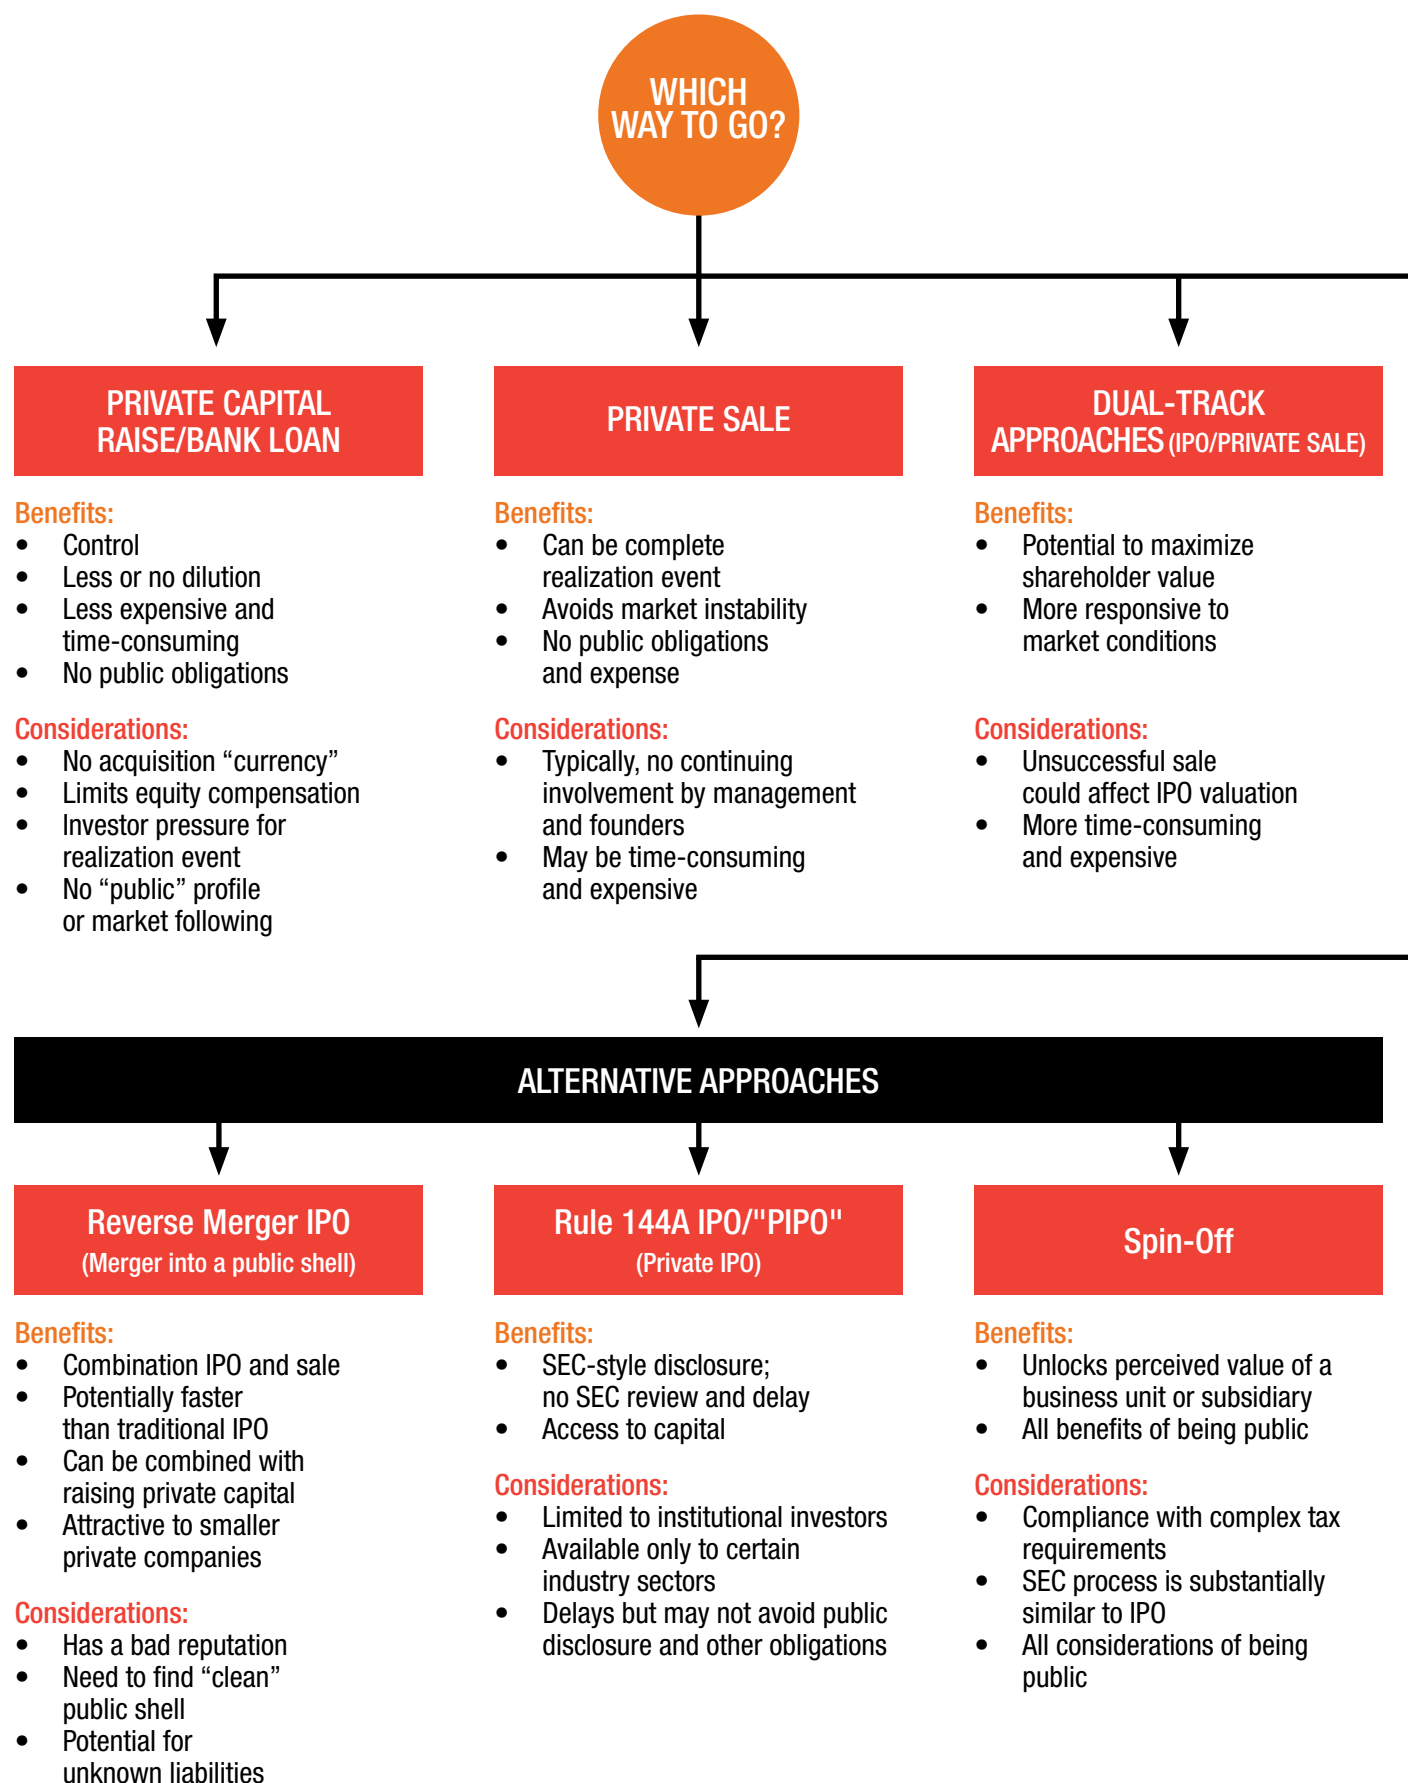 WHICH
WAY TO GO?
PRIVATE CAPITAL
RAISE/BANK LOAN
Benefits:
• Control
• Less or no dilution
• Less expensive and
time-consuming
• No public obligations
Considerations:
• No acquisition “currency”
• Limits equity compensation
• Investor pressure for
realization event
• No “public” profile
or market following
PRIVATE SALE
Benefits:
• Can be complete
realization event
• Avoids market instability
• No public obligations
and expense
Considerations:
• Typically, no continuing
involvement by management
and founders
• May be time-consuming
and expensive
DUAL-TRACK
APPROACHES (IPO/PRIVATE SALE)
Benefits:
• Potential to maximize
shareholder value
• More responsive to
market conditions
Considerations:
• Unsuccessful sale
could affect IPO valuation
• More time-consuming
and expensive
ALTERNATIVE APPROACHES
Reverse Merger IPO
(Merger into a public shell)
Benefits:
• Combination IPO and sale
• Potentially faster
than traditional IPO
• Can be combined with
raising private capital
• Attractive to smaller
private companies
Considerations:
• Has a bad reputation
• Need to find “clean”
public shell
• Potential for
unknown liabilities
Rule 144A IPO/"PIPO"
(Private IPO)
Benefits:
• SEC-style disclosure;
no SEC review and delay
• Access to capital
Considerations:
• Limited to institutional investors
• Available only to certain
industry sectors
• Delays but may not avoid public
disclosure and other obligations
Spin-Off
Benefits:
• Unlocks perceived value of a
business unit or subsidiary
• All benefits of being public
Considerations:
• Compliance with complex tax
requirements
• SEC process is substantially
similar to IPO
• All considerations of being
public